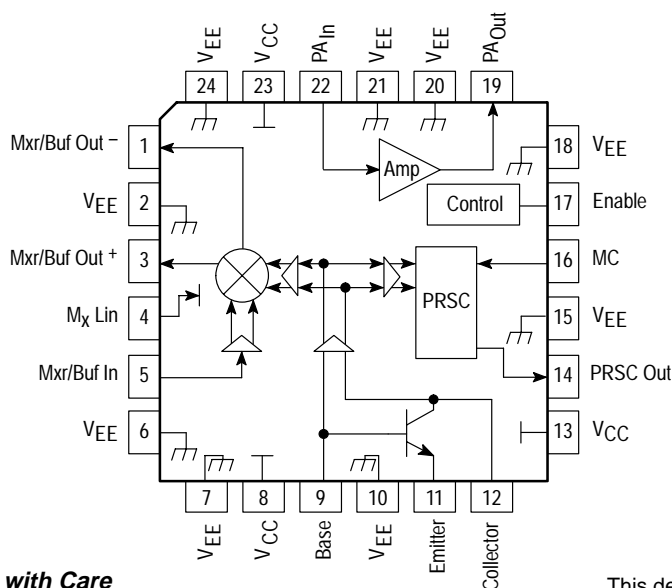 VEE
VCC
PAIn
VEE
VEE
PAOut
24
23
22
21
20
19
Mxr/Buf Out –
1
Amp
18
VEE
VEE
2
Control
17
Enable
Mxr/Buf Out +
3
16
MC
PRSC
Mx Lin
4
15
VEE
Mxr/Buf In
5
14
PRSC Out
VEE
6
13
VCC
7
8
9
10
11
12
VEE
VCC
Base
VEE
Emitter
Collector
with Care
This de